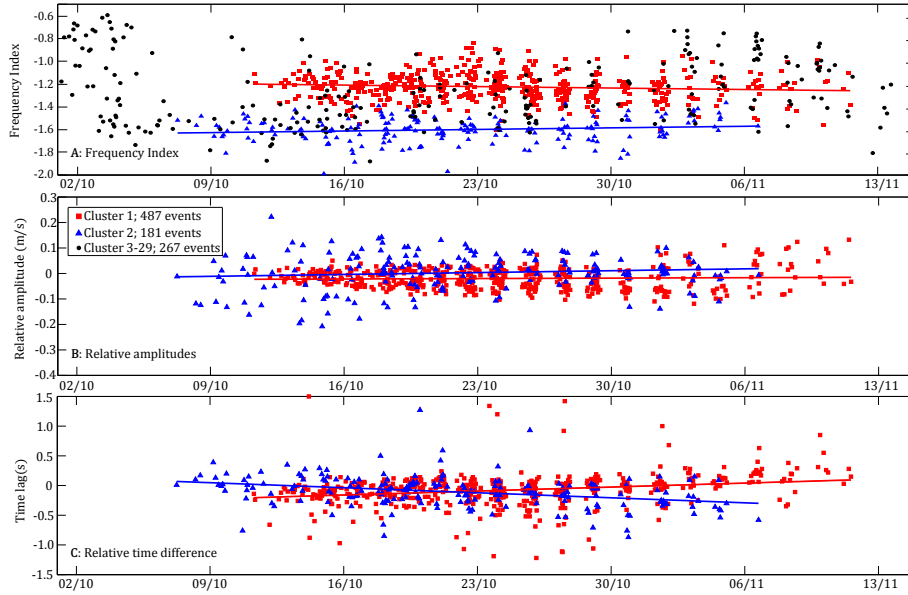 -0.6
-0.8
-1.0
-1.2
-1.4
-1.6
-1.8
-2.0
Frequency Index
A: Frequency Index
02/10 09/10 16/10 23/10 30/10 06/11 13/11
0.3
0.2
0.1
0
-0.1
-0.2
-0.3
-0.4
Relative amplitude (m/s)
Cluster 1; 487 events
Cluster 2; 181 events
Cluster 3-29; 267 events
B: Relative amplitudes
02/10 09/10 16/10 23/10 30/10 06/11 13/11
1.5
1.0
0.5
0
-0.5
-1.0
-1.5
Time lag(s)
C: Relative time difference
02/10 09/10 16/10 23/10 30/10 06/11 13/11